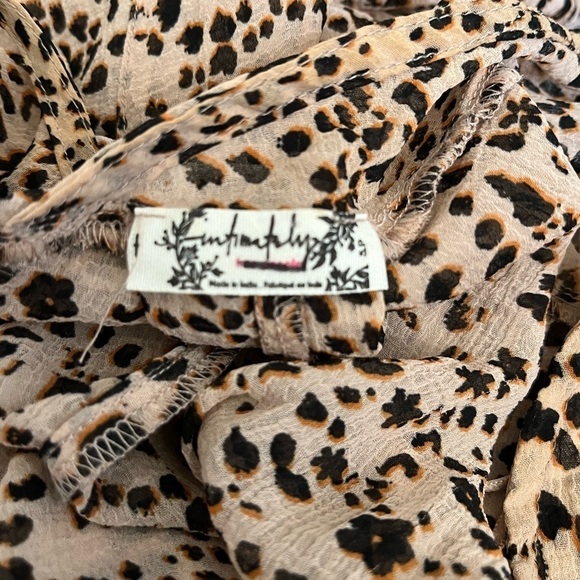 intimately
Made in India. Fabriqué en Inde